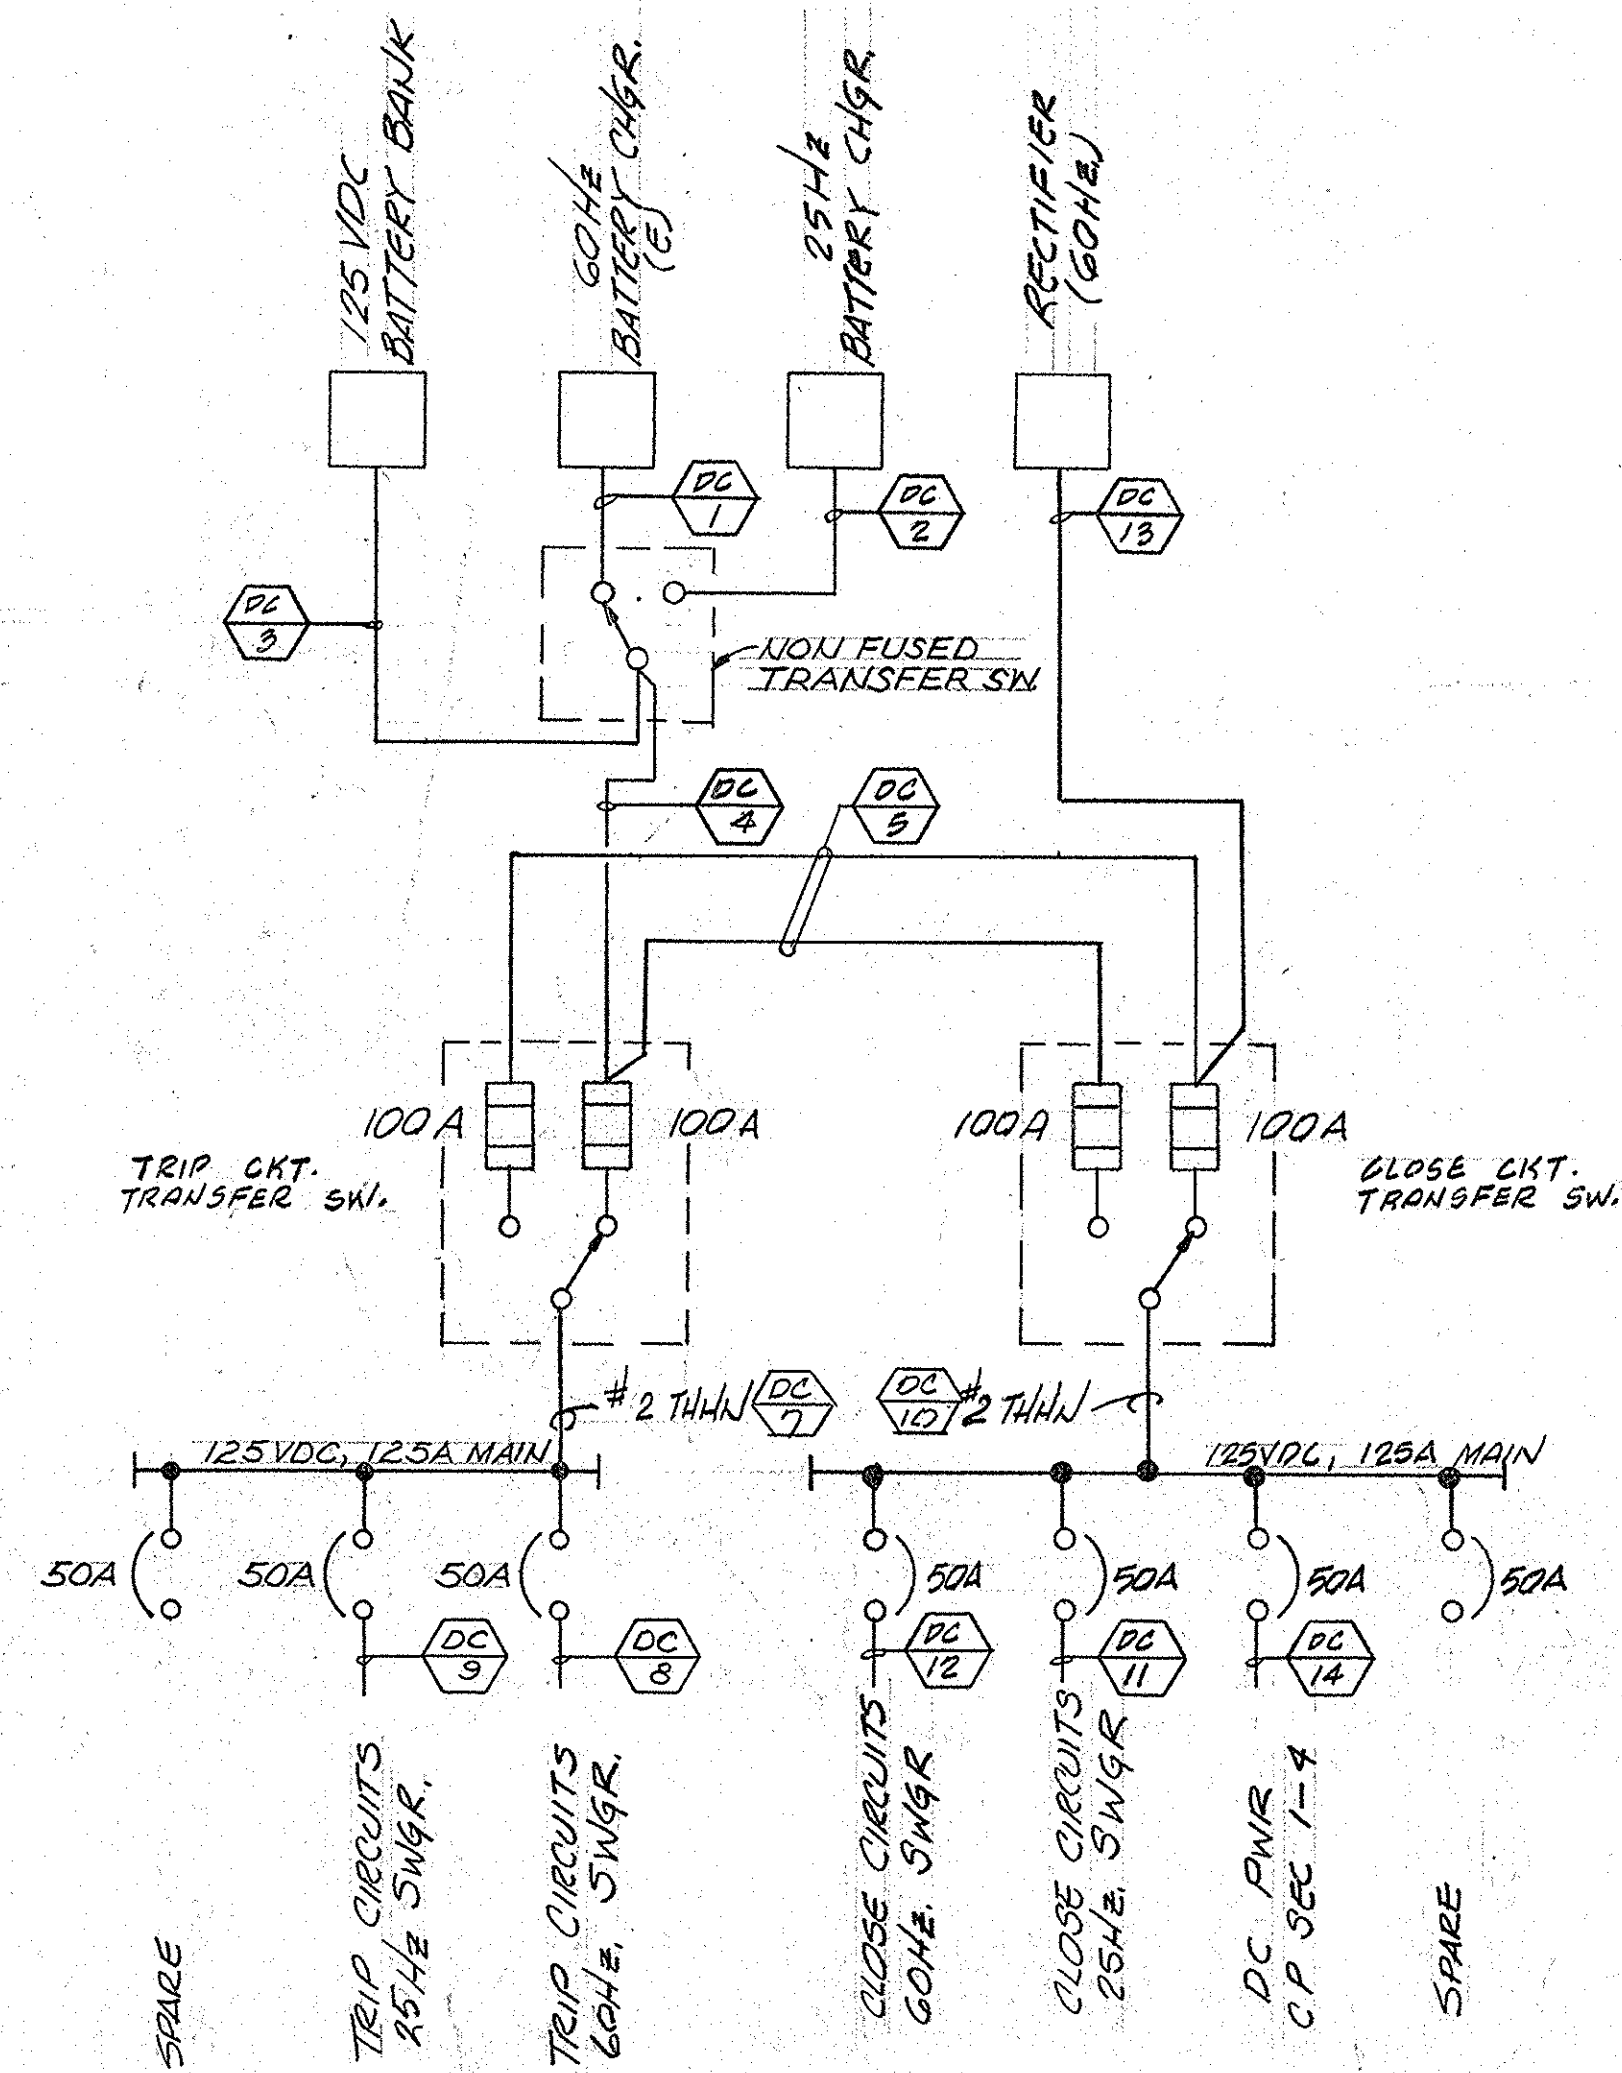 125 VDC
BATTERY BANK
60HZ
BATTERY CHGR.
(E)
25HZ
BATTERY CHGR.
RECTIFIER
(60HZ)
DC
1
DC
2
DC
13
DC
3
NON FUSED
TRANSFER SW.
DC
4
DC
5
100A
100A
100A
100A
TRIP CKT.
TRANSFER SW.
CLOSE CKT.
TRANSFER SW.
#2 THHN
DC
7
DC
10
#2 THHN
125VDC, 125A MAIN
125VDC, 125A MAIN
50A
50A
50A
50A
50A
50A
50A
DC
9
DC
8
DC
12
DC
11
DC
14
SPARE
TRIP CIRCUITS
25HZ SWGR.
TRIP CIRCUITS
60HZ. SWGR.
CLOSE CIRCUITS
60HZ. SWGR
CLOSE CIRCUITS
25HZ. SWGR
DC PWR
CP SEC 1-4
SPARE